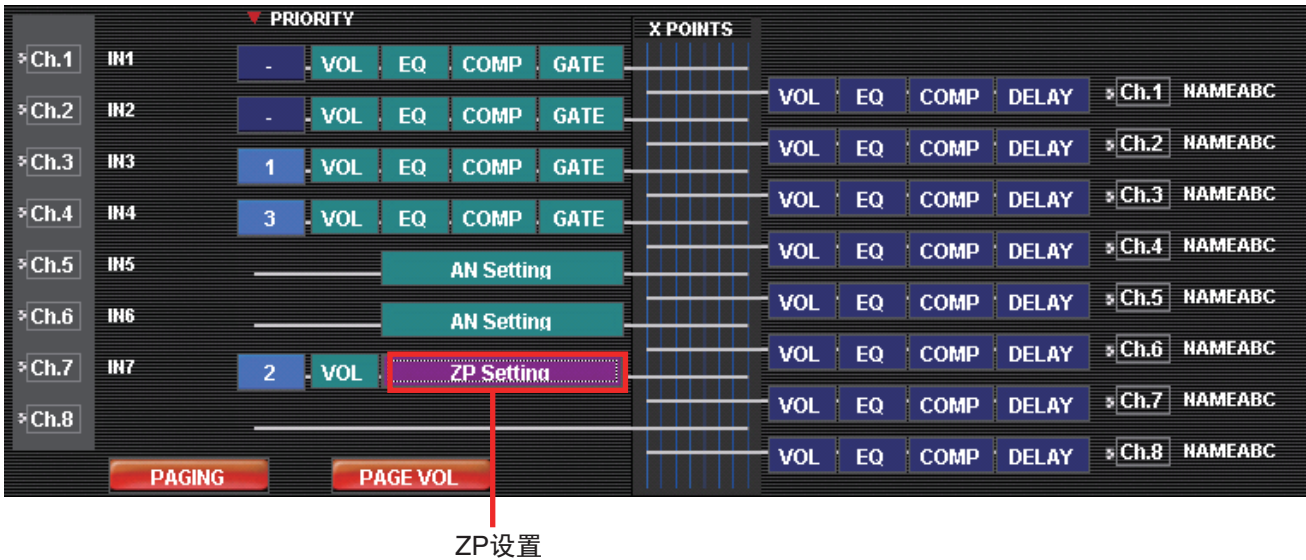 PRIORITY
X POINTS
Ch.1 IN1 - VOL EQ COMP GATE
VOL EQ COMP DELAY Ch.1 NAMEABC
Ch.2 IN2 - VOL EQ COMP GATE
VOL EQ COMP DELAY Ch.2 NAMEABC
Ch.3 IN3 1 VOL EQ COMP GATE
VOL EQ COMP DELAY Ch.3 NAMEABC
Ch.4 IN4 3 VOL EQ COMP GATE
VOL EQ COMP DELAY Ch.4 NAMEABC
Ch.5 IN5 AN Setting
VOL EQ COMP DELAY Ch.5 NAMEABC
Ch.6 IN6 AN Setting
VOL EQ COMP DELAY Ch.6 NAMEABC
Ch.7 IN7 2 VOL ZP Setting
VOL EQ COMP DELAY Ch.7 NAMEABC
Ch.8
VOL EQ COMP DELAY Ch.8 NAMEABC
PAGING PAGE VOL
ZP设置